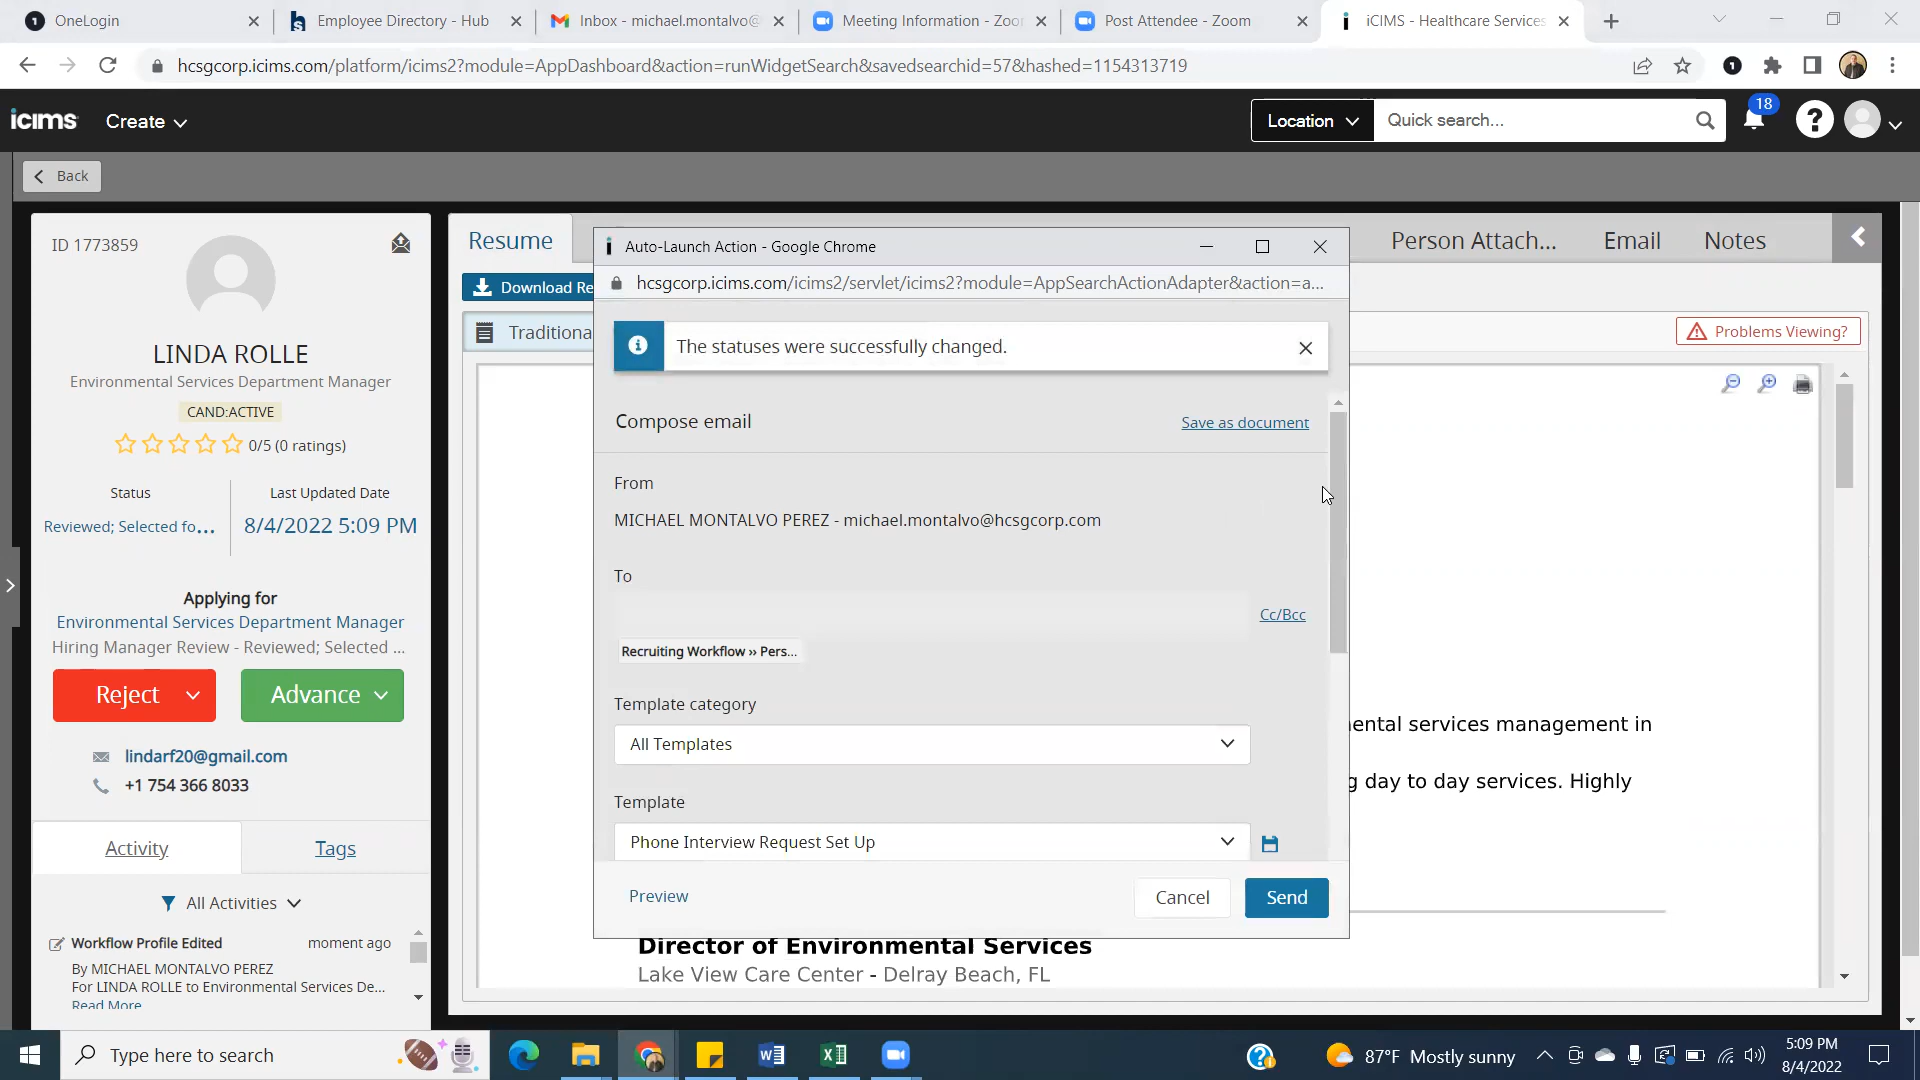 OneLogin
Employee Directory - Hub
Inbox - michael.montalvo@
Meeting Information - Zoo
Post Attendee - Zoom
iCIMS - Healthcare Services
hcsgcorp.icims.com/platform/icims2?module=AppDashboard&action=runWidgetSearch&savedsearchid=57&hashed=1154313719
icims
Create
Location
Quick search...
18
Back
ID 1773859
LINDA ROLLE
Environmental Services Department Manager
CAND:ACTIVE
0/5 (0 ratings)
Status
Last Updated Date
Reviewed; Selected fo...
8/4/2022 5:09 PM
Applying for
Environmental Services Department Manager
Hiring Manager Review - Reviewed; Selected ...
Reject
Advance
lindarf20@gmail.com
+1 754 366 8033
Activity
Tags
All Activities
Workflow Profile Edited
moment ago
By MICHAEL MONTALVO PEREZ
For LINDA ROLLE to Environmental Services De...
Read More
Resume
Person Attach...
Email
Notes
Download Re
Traditiona
Problems Viewing?
Auto-Launch Action - Google Chrome
hcsgcorp.icims.com/icims2/servlet/icims2?module=AppSearchActionAdapter&action=a...
The statuses were successfully changed.
Compose email
Save as document
From
MICHAEL MONTALVO PEREZ - michael.montalvo@hcsgcorp.com
To
Cc/Bcc
Recruiting Workflow ›› Pers...
Template category
All Templates
Template
Phone Interview Request Set Up
Preview
Cancel
Send
ental services management in
g day to day services. Highly
Director of Environmental Services
Lake View Care Center - Delray Beach, FL
Type here to search
87°F Mostly sunny
5:09 PM
8/4/2022